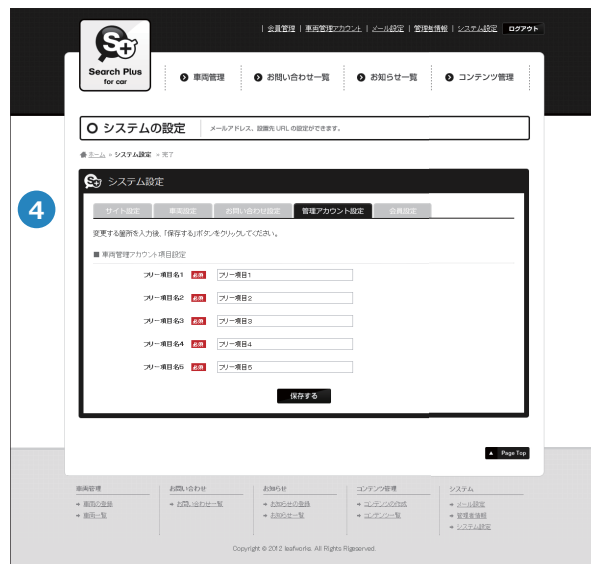 | 会員管理 | 車両管理アカウント | メール設定 | 管理者情報 | システム設定 ログアウト
S+
Search Plus
for car
車両管理 お問い合わせ一覧 お知らせ一覧 コンテンツ管理
システムの設定 メールアドレス、設置先URLの設定ができます。
ホーム » システム設定 » 完了
4
S+ システム設定
サイト設定 車両設定 お問い合わせ設定 管理アカウント設定 会員設定
変更する箇所を入力後、「保存する」ボタンをクリックしてください。
■ 車両管理アカウント項目設定
フリー項目名1 必須 フリー項目1
フリー項目名2 必須 フリー項目2
フリー項目名3 必須 フリー項目3
フリー項目名4 必須 フリー項目4
フリー項目名5 必須 フリー項目5
保存する
▲ Page Top
車両管理 お問い合わせ お知らせ コンテンツ管理 システム
→ 車両の登録 → お問い合わせ一覧 → お知らせの登録 → コンテンツの作成 → メール設定
→ 車両一覧 → お知らせ一覧 → コンテンツ一覧 → 管理者情報
→ システム設定
Copyright © 2012 leafworks. All Rights Rigaserved.